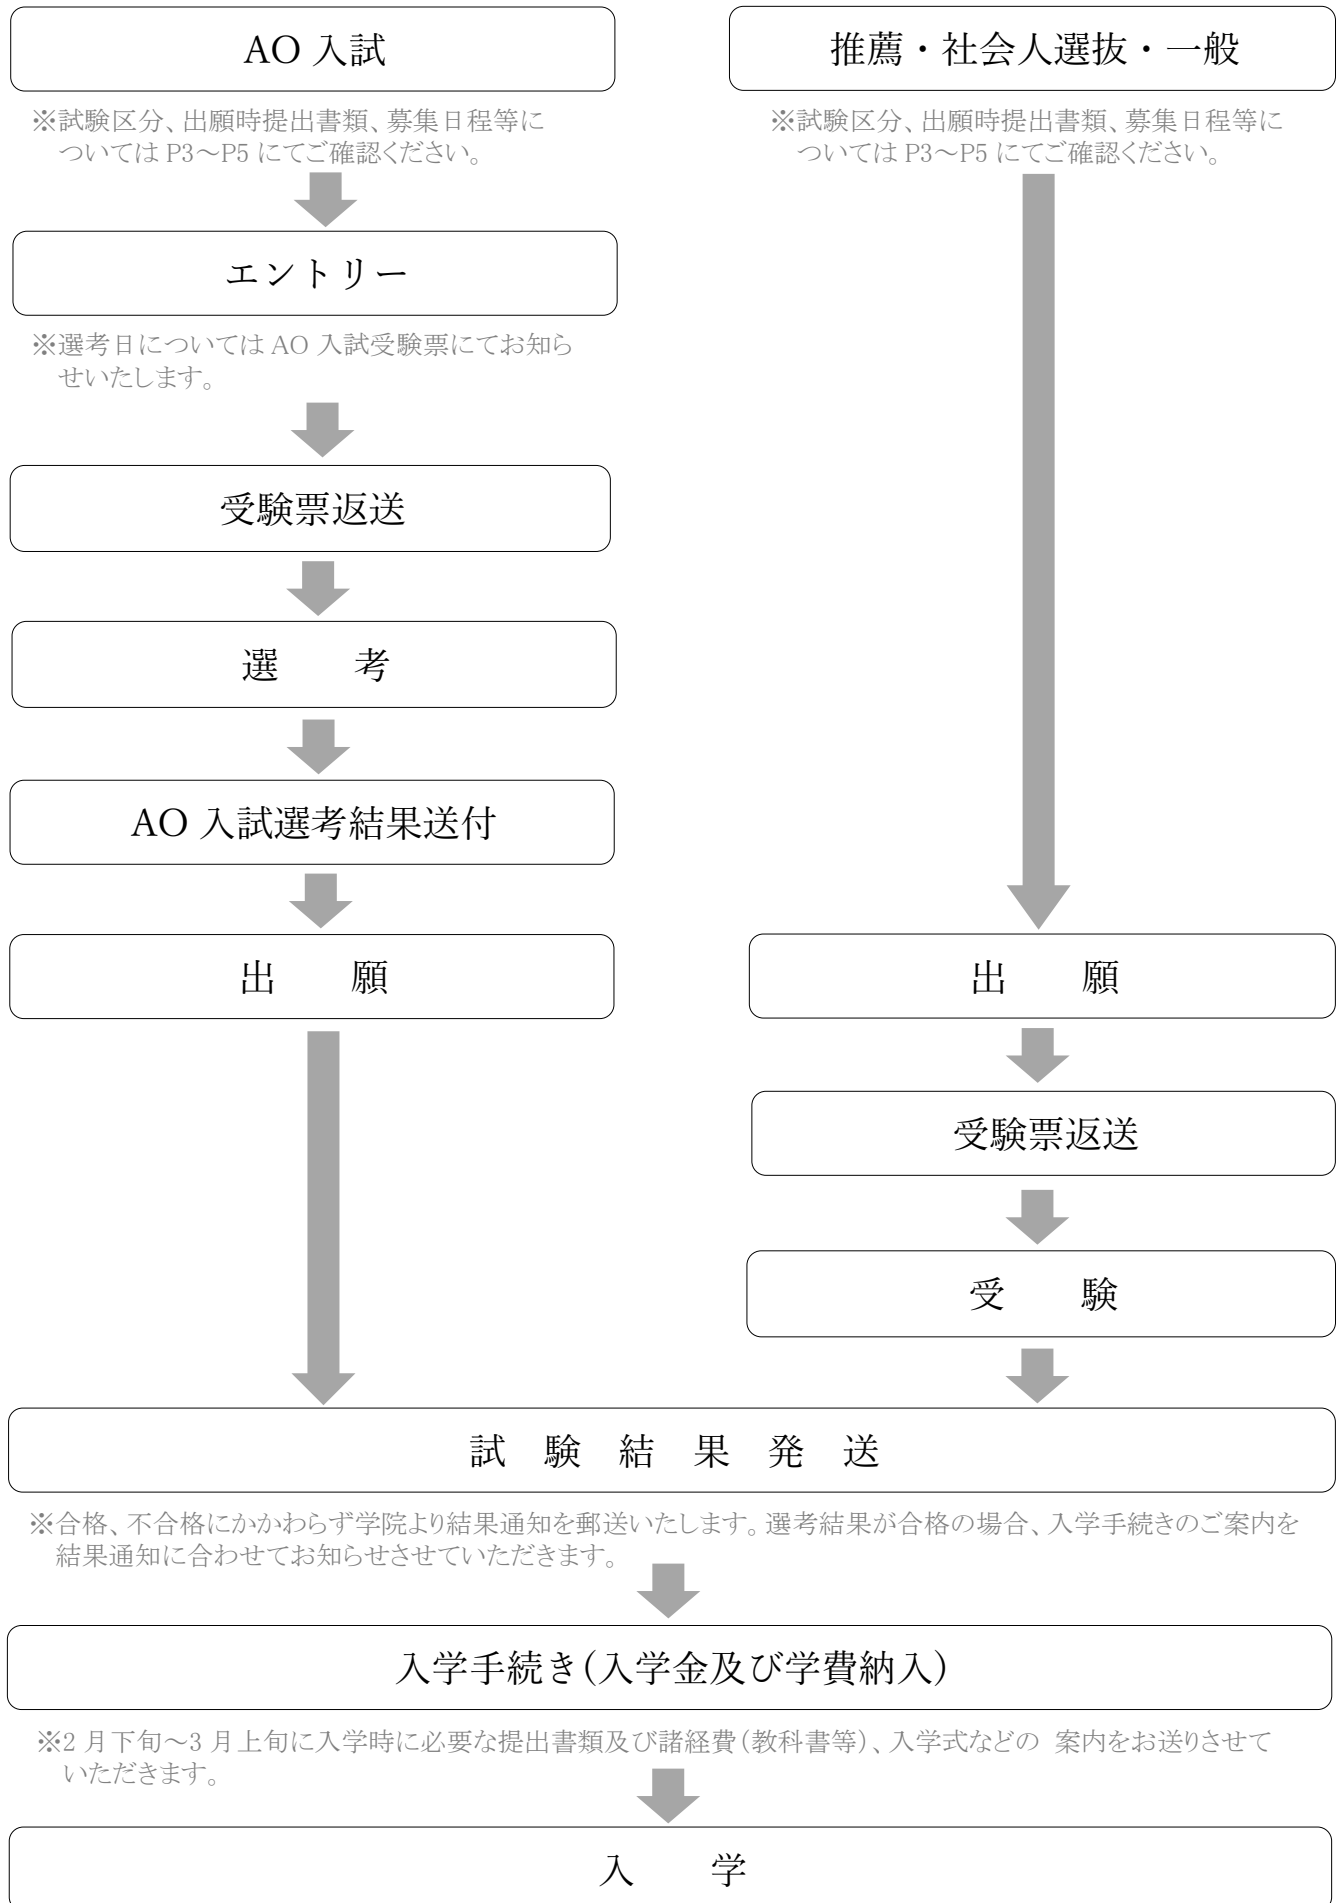 AO 入試
※試験区分、出願時提出書類、募集日程等に
ついては P3～P5 にてご確認ください。
エントリー
※選考日については AO 入試受験票にてお知ら
せいたします。
受験票返送
選　　考
AO 入試選考結果送付
出　　願
推薦・社会人選抜・一般
※試験区分、出願時提出書類、募集日程等に
ついては P3～P5 にてご確認ください。
出　　願
受験票返送
受　　験
試　験　結　果　発　送
※合格、不合格にかかわらず学院より結果通知を郵送いたします。選考結果が合格の場合、入学手続きのご案内を
結果通知に合わせてお知らせさせていただきます。
入学手続き(入学金及び学費納入)
※2 月下旬～3 月上旬に入学時に必要な提出書類及び諸経費(教科書等)、入学式などの 案内をお送りさせて
いただきます。
入　　学